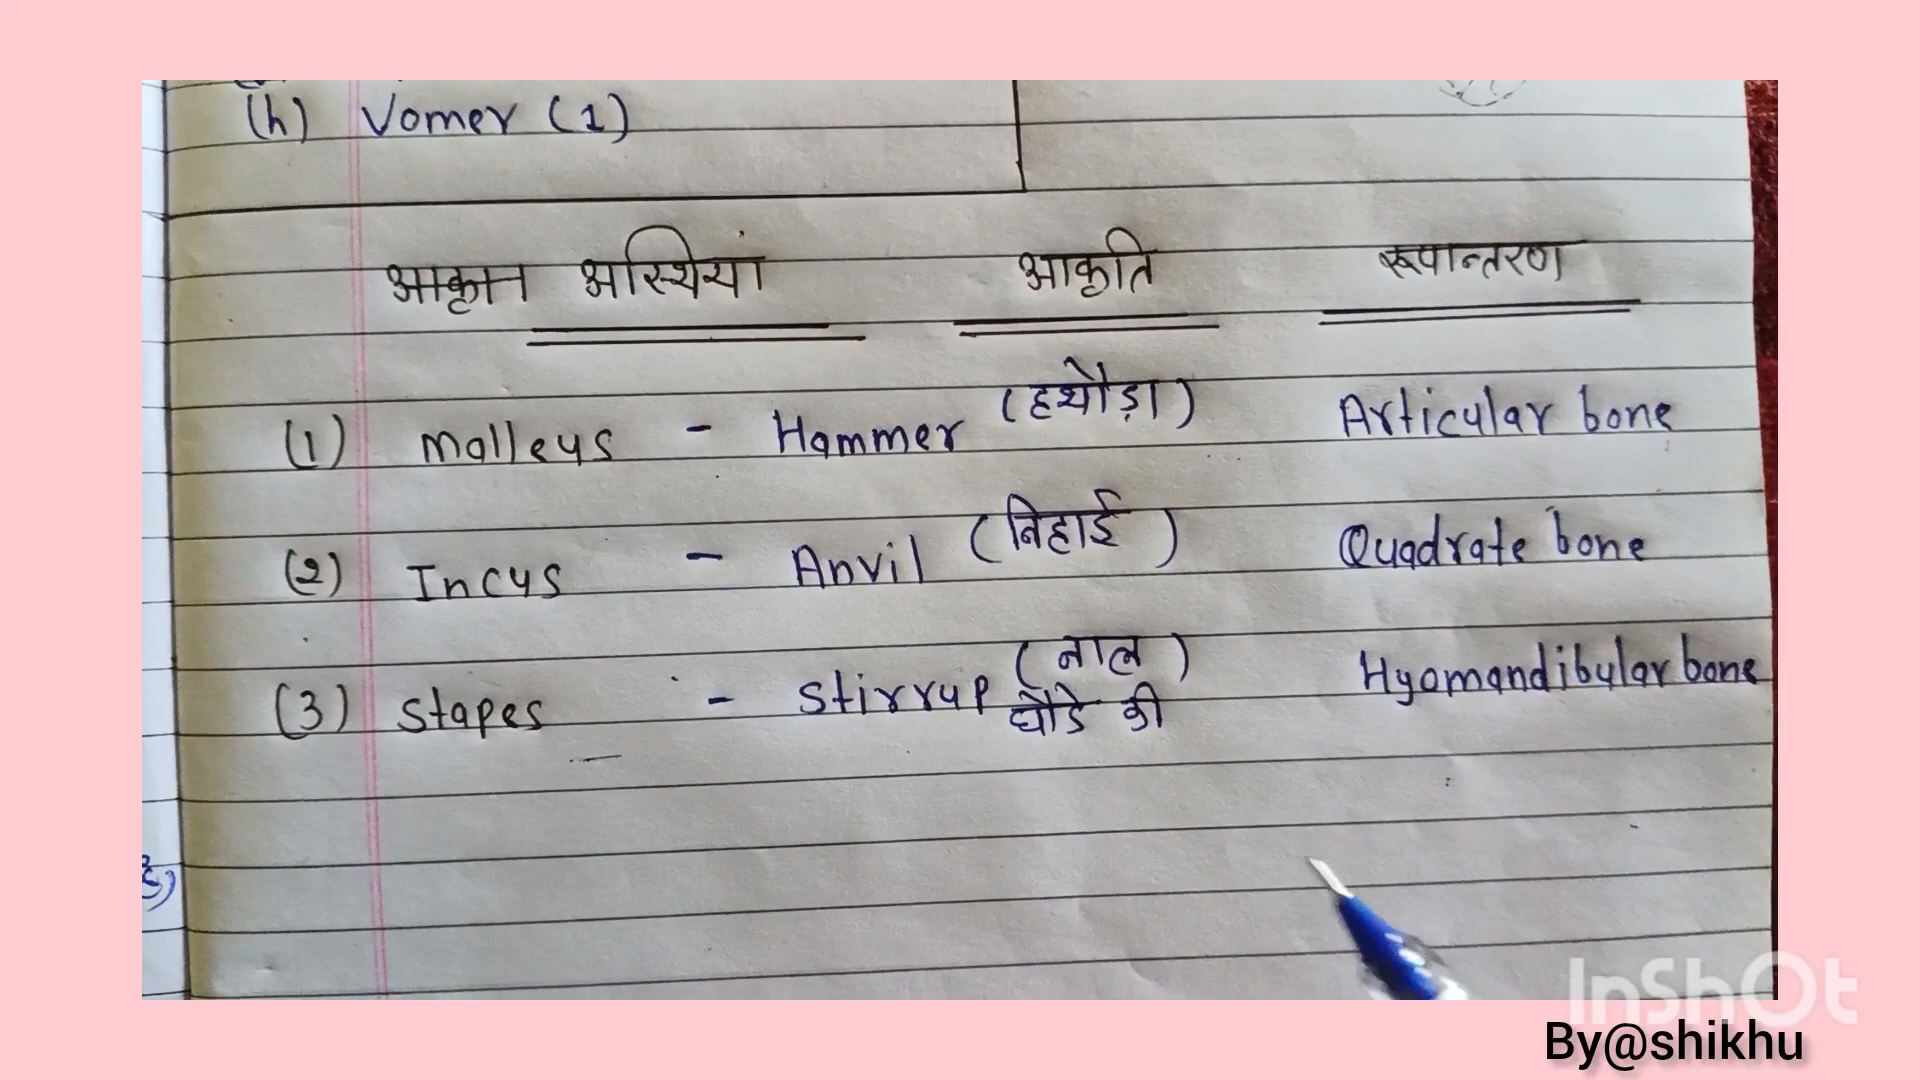 (h) Vomer (1)
आकृति अस्थियां आकृति रूपान्तरण
(1) Malleus - Hammer (हथौड़ा) Articular bone
(2) Incus - Anvil (निहाई) Quadrate bone
(3) Stapes - Stirrup (नाल) Hyomandibular bone
घोडे की
InShOt
By@shikhu